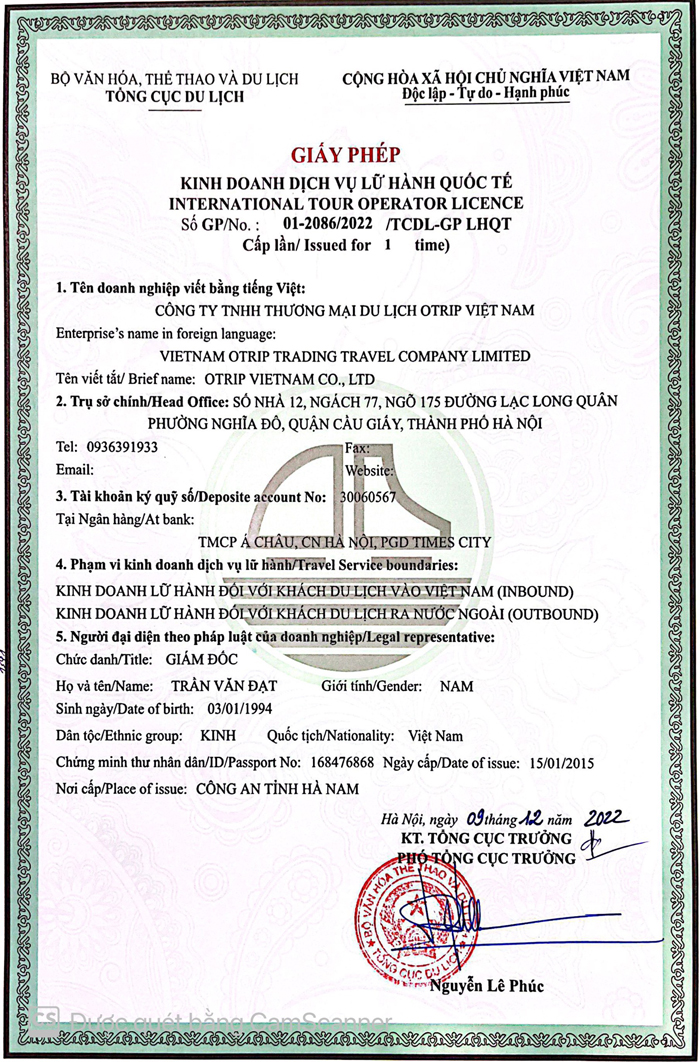 BỘ VĂN HÓA, THỂ THAO VÀ DU LỊCH
TỔNG CỤC DU LỊCH
CỘNG HÒA XÃ HỘI CHỦ NGHĨA VIỆT NAM
Độc lập - Tự do - Hạnh phúc
GIẤY PHÉP
KINH DOANH DỊCH VỤ LỮ HÀNH QUỐC TẾ
INTERNATIONAL TOUR OPERATOR LICENCE
Số GP/No. : 01-2086/2022 /TCDL-GP LHQT
Cấp lần/ Issued for 1 time)
1. Tên doanh nghiệp viết bằng tiếng Việt:
CÔNG TY TNHH THƯƠNG MẠI DU LỊCH OTRIP VIỆT NAM
Enterprise's name in foreign language:
VIETNAM OTRIP TRADING TRAVEL COMPANY LIMITED
Tên viết tắt/ Brief name: OTRIP VIETNAM CO., LTD
2. Trụ sở chính/Head Office: SỐ NHÀ 12, NGÁCH 77, NGÕ 175 ĐƯỜNG LẠC LONG QUÂN
PHƯỜNG NGHĨA ĐÔ, QUẬN CẦU GIẤY, THÀNH PHỐ HÀ NỘI
Tel: 0936391933 Fax:
Email: Website:
3. Tài khoản ký quỹ số/Deposite account No: 30060567
Tại Ngân hàng/At bank:
TMCP Á CHÂU, CN HÀ NỘI, PGD TIMES CITY
4. Phạm vi kinh doanh dịch vụ lữ hành/Travel Service boundaries:
KINH DOANH LỮ HÀNH ĐỐI VỚI KHÁCH DU LỊCH VÀO VIỆT NAM (INBOUND)
KINH DOANH LỮ HÀNH ĐỐI VỚI KHÁCH DU LỊCH RA NƯỚC NGOÀI (OUTBOUND)
5. Người đại diện theo pháp luật của doanh nghiệp/Legal representative:
Chức danh/Title: GIÁM ĐỐC
Họ và tên/Name: TRẦN VĂN ĐẠT Giới tính/Gender: NAM
Sinh ngày/Date of birth: 03/01/1994
Dân tộc/Ethnic group: KINH Quốc tịch/Nationality: Việt Nam
Chứng minh thư nhân dân/ID/Passport No: 168476868 Ngày cấp/Date of issue: 15/01/2015
Nơi cấp/Place of issue: CÔNG AN TỈNH HÀ NAM
Hà Nội, ngày 09 tháng 12 năm 2022
KT. TỔNG CỤC TRƯỞNG
PHÓ TỔNG CỤC TRƯỞNG
BỘ VĂN HÓA THỂ THAO VÀ DU
TỔNG CỤC DU LỊCH
Nguyễn Lê Phúc
CS Được quét bằng CamScanner